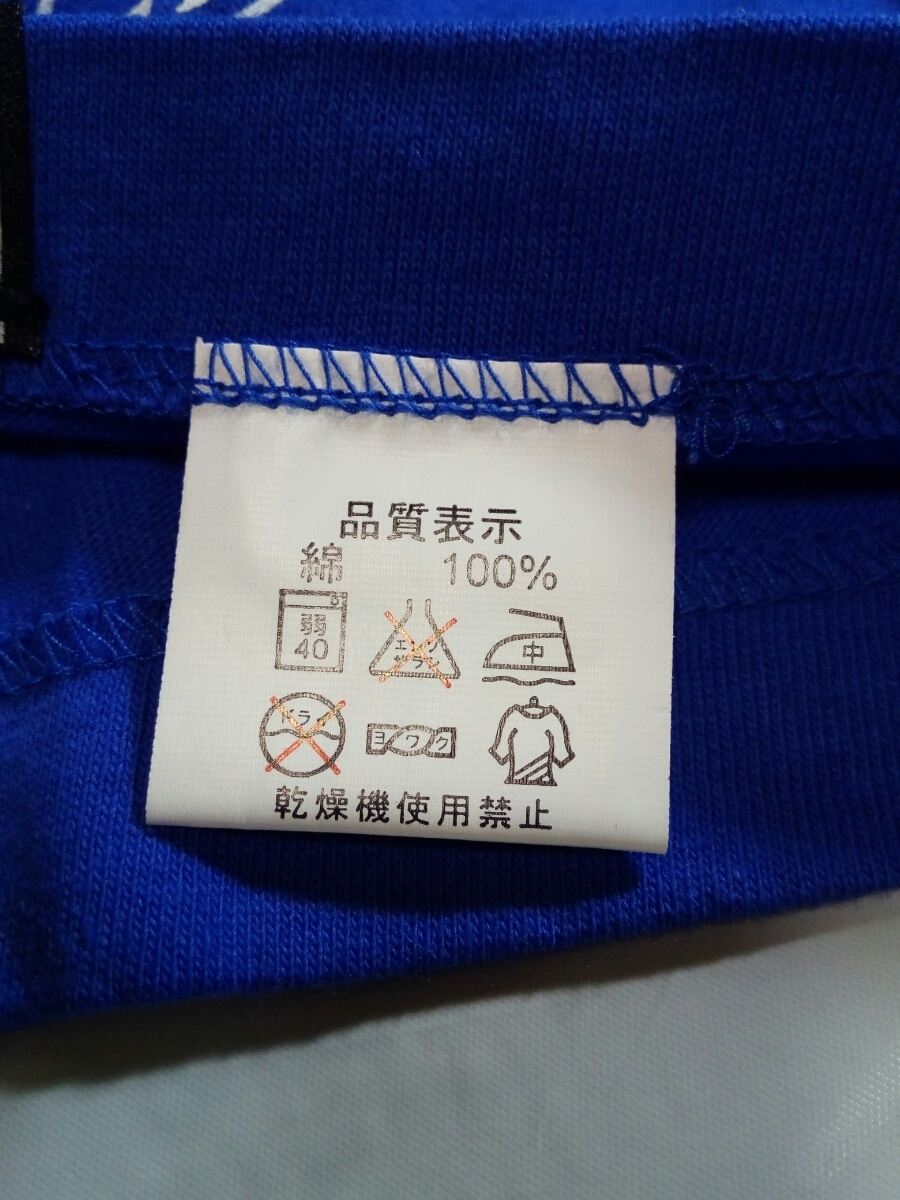 品質表示
綿 100%
弱 40 エンソ サラシ 中
ドライ ヨワク
乾燥機使用禁止